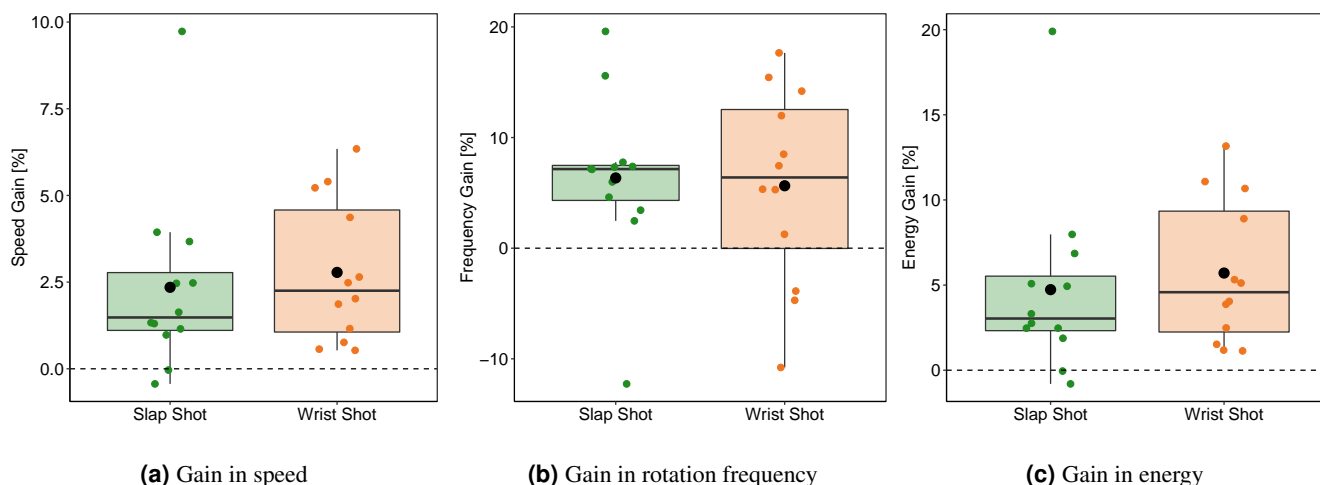 10.0
7.5
5.0
2.5
0.0
Speed Gain [%]
Slap Shot Wrist Shot
(a) Gain in speed
20
10
0
−10
Frequency Gain [%]
Slap Shot Wrist Shot
(b) Gain in rotation frequency
20
15
10
5
0
Energy Gain [%]
Slap Shot Wrist Shot
(c) Gain in energy